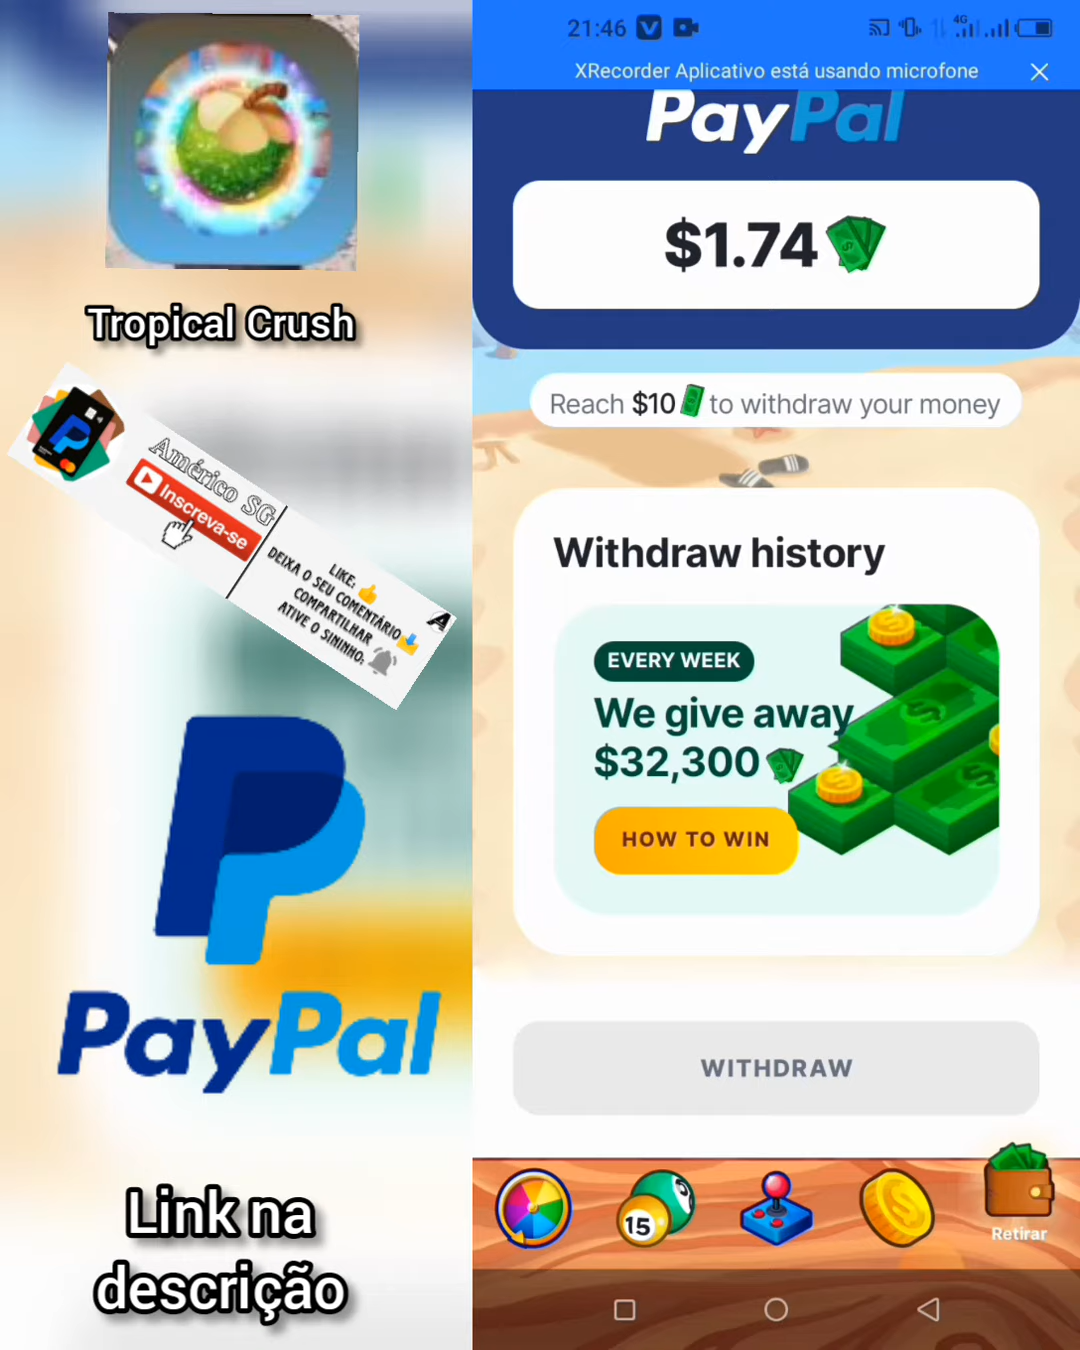 Tropical Crush
Américo SG
Inscreva-se
LIKE:
DEIXA O SEU COMENTÁRIO
COMPARTILHAR
ATIVE O SININHO:
PayPal
Link na
descrição
21:46
4G
XRecorder Aplicativo está usando microfone
PayPal
$1.74
Reach $10 to withdraw your money
Withdraw history
EVERY WEEK
We give away
$32,300
HOW TO WIN
WITHDRAW
15
Retirar